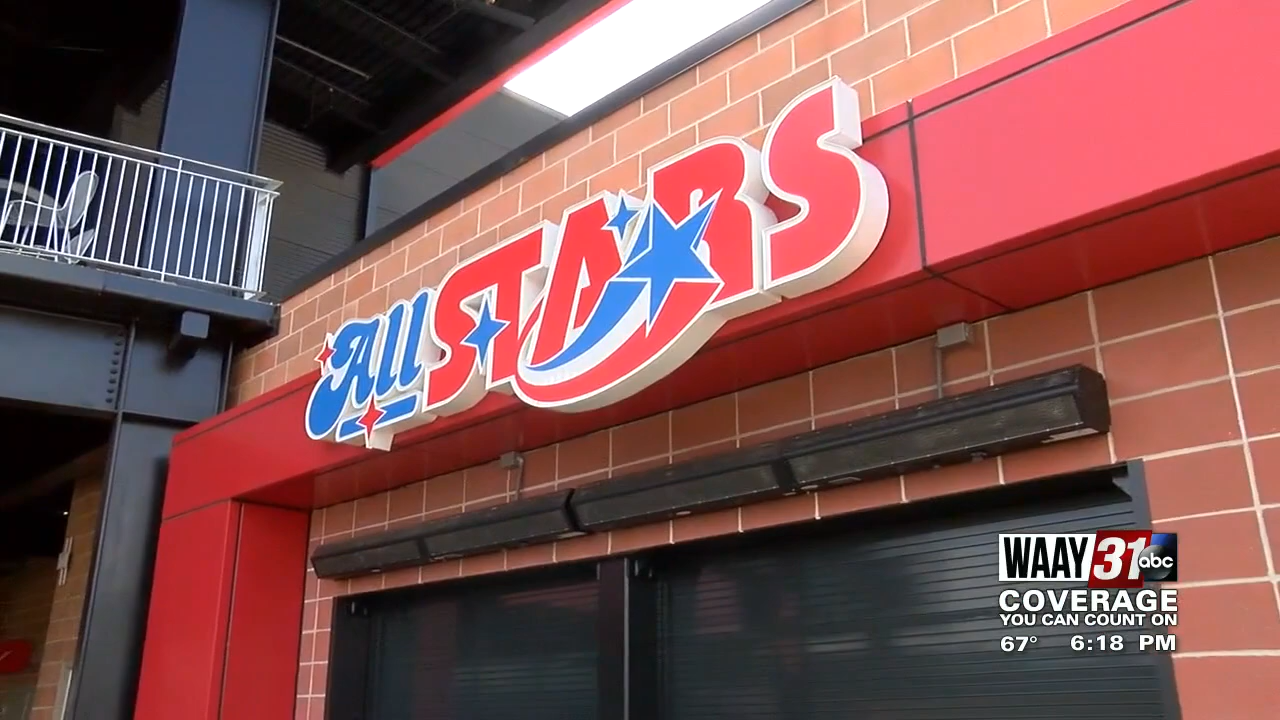 All STARS
WAAY 31 abc
COVERAGE
YOU CAN COUNT ON
67° 6:18 PM